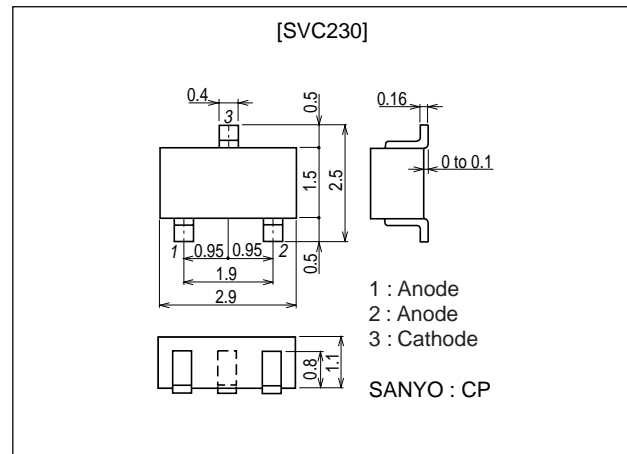 [SVC230]
0.4
3
0.5
0.16
0 to 0.1
1.5
2.5
1
0.95
0.95
2
0.5
1.9
2.9
1 : Anode
2 : Anode
3 : Cathode
0.8
1.1
SANYO : CP